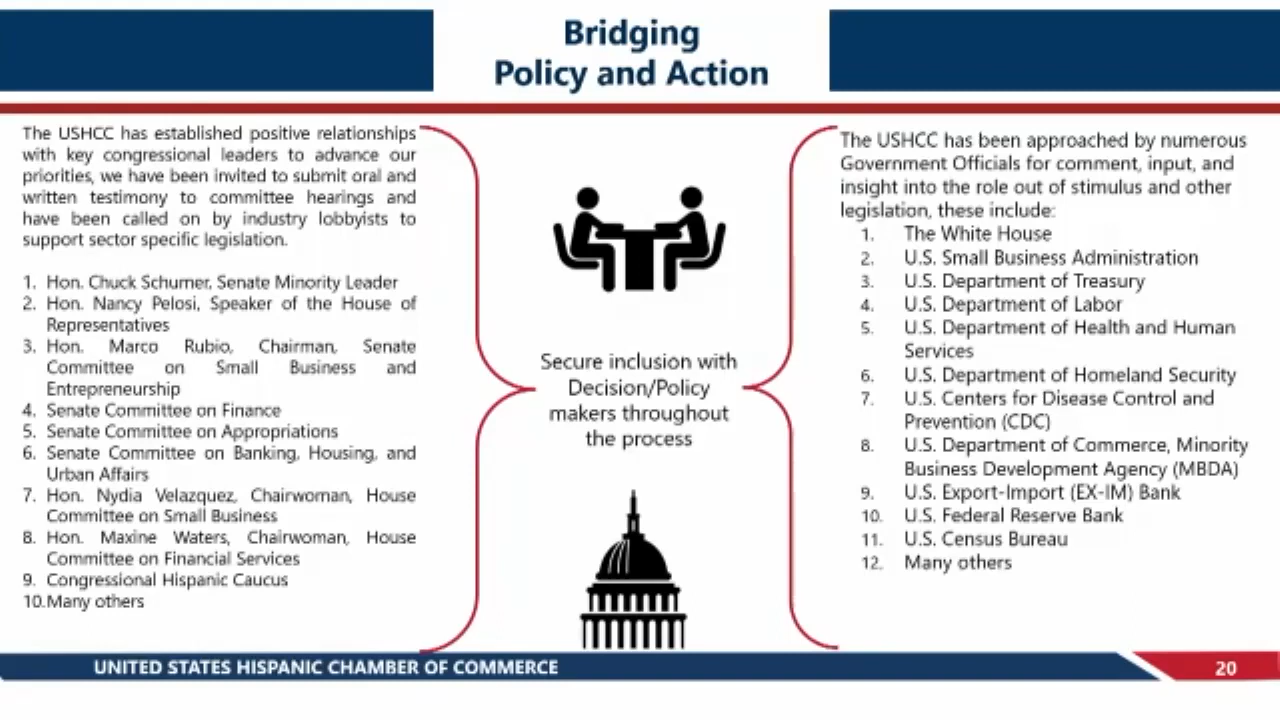 Bridging
Policy and Action
The USHCC has established positive relationships
with key congressional leaders to advance our
priorities, we have been invited to submit oral and
written testimony to committee hearings and
have been called on by industry lobbyists to
support sector specific legislation.
1. Hon. Chuck Schumer, Senate Minority Leader
2. Hon. Nancy Pelosi, Speaker of the House of
Representatives
3. Hon. Marco Rubio, Chairman, Senate
Committee on Small Business and
Entrepreneurship
4. Senate Committee on Finance
5. Senate Committee on Appropriations
6. Senate Committee on Banking, Housing, and
Urban Affairs
7. Hon. Nydia Velazquez, Chairwoman, House
Committee on Small Business
8. Hon. Maxine Waters, Chairwoman, House
Committee on Financial Services
9. Congressional Hispanic Caucus
10.Many others
Secure inclusion with
Decision/Policy
makers throughout
the process
The USHCC has been approached by numerous
Government Officials for comment, input, and
insight into the role out of stimulus and other
legislation, these include:
1. The White House
2. U.S. Small Business Administration
3. U.S. Department of Treasury
4. U.S. Department of Labor
5. U.S. Department of Health and Human
Services
6. U.S. Department of Homeland Security
7. U.S. Centers for Disease Control and
Prevention (CDC)
8. U.S. Department of Commerce, Minority
Business Development Agency (MBDA)
9. U.S. Export-Import (EX-IM) Bank
10. U.S. Federal Reserve Bank
11. U.S. Census Bureau
12. Many others
UNITED STATES HISPANIC CHAMBER OF COMMERCE
20